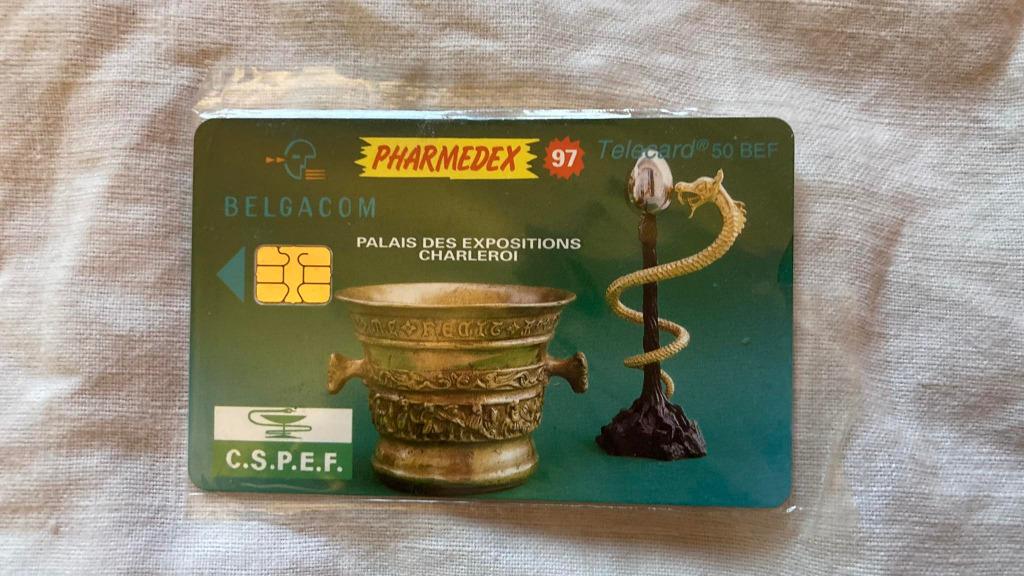 PHARMEDEX 97
Telecard® 50 BEF
BELGACOM
PALAIS DES EXPOSITIONS
CHARLEROI
C.S.P.E.F.